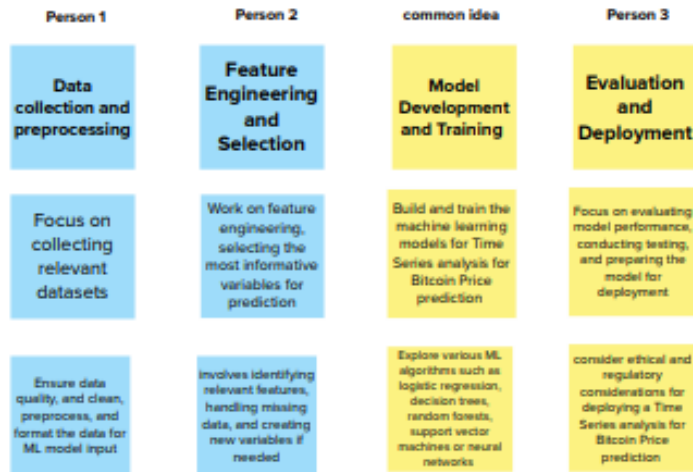 Person 1
Person 2
common idea
Person 3
Data
collection and
preprocessing
Feature
Engineering
and
Selection
Model
Development
and Training
Evaluation
and
Deployment
Focus on
collecting
relevant
datasets
Work on feature
engineering,
selecting the
most informative
variables for
prediction
Build and train the
machine learning
models for Time
Series analysis for
Bitcoin Price
prediction
Focus on evaluating
model performance,
conducting testing,
and preparing the
model for
deployment
Ensure data
quality, and clean,
preprocess, and
format the data for
ML model input
involves identifying
relevant features,
handling missing
data, and creating
new variables if
needed
Explore various ML
algorithms such as
logistic regression,
decision trees,
random forests,
support vector
machines or neural
networks
consider ethical and
regulatory
considerations for
deploying a Time
Series analysis for
Bitcoin Price
prediction